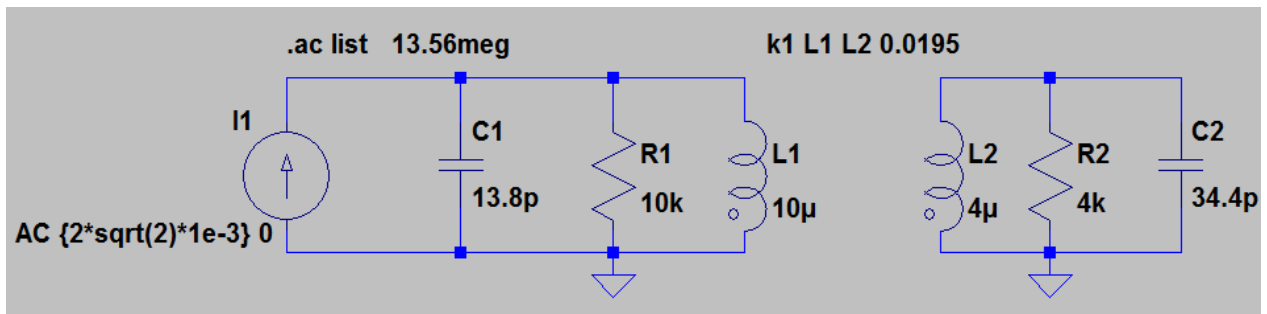 .ac list 13.56meg
k1 L1 L2 0.0195
I1
C1
R1
L1
L2
R2
C2
13.8p
10k
10µ
4µ
4k
34.4p
AC {2*sqrt(2)*1e-3} 0